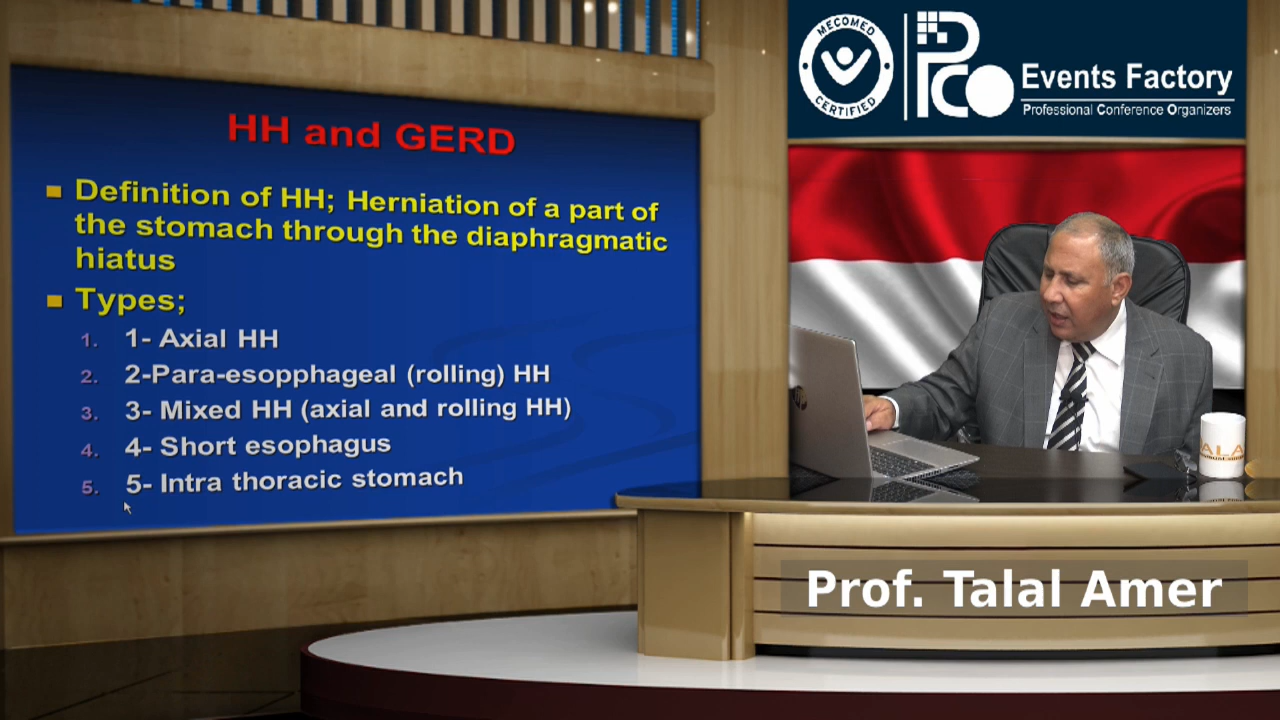 HH and GERD
■ Definition of HH; Herniation of a part of
the stomach through the diaphragmatic
hiatus
■ Types;
1. 1- Axial HH
2. 2-Para-esopphageal (rolling) HH
3. 3- Mixed HH (axial and rolling HH)
4. 4- Short esophagus
5. 5- Intra thoracic stomach
MECOMED
CERTIFIED
PCO
Events Factory
Professional Conference Organizers
hp
ALA
Prof. Talal Amer